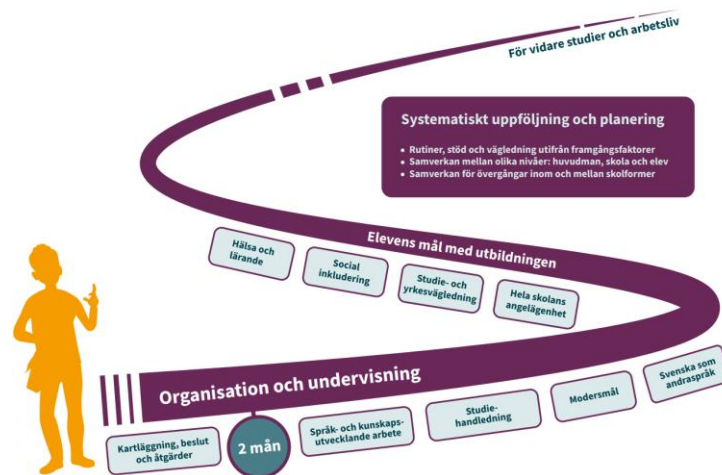 För vidare studier och arbetsliv
Systematiskt uppföljning och planering
• Rutiner, stöd och vägledning utifrån framgångsfaktorer
• Samverkan mellan olika nivåer: huvudman, skola och elev
• Samverkan för övergångar inom och mellan skolformer
Elevens mål med utbildningen
Hälsa och
lärande
Social
inkludering
Studie- och
yrkesvägledning
Hela skolans
angelägenhet
Organisation och undervisning
Kartläggning, beslut
och åtgärder
2 mån
Språk- och kunskaps-
utvecklande arbete
Studie-
handledning
Modersmål
Svenska som
andraspråk